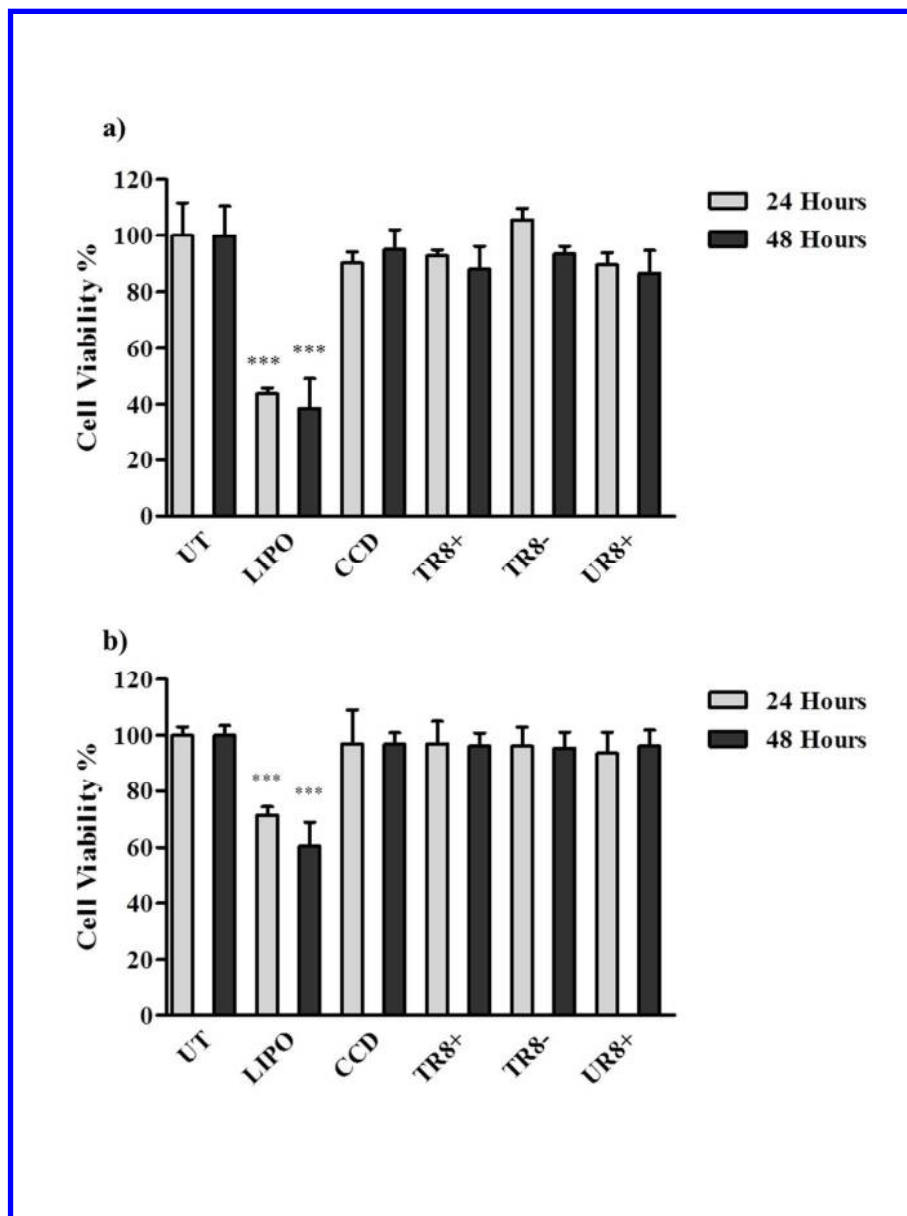 a)
120
100
80
60
40
20
0
Cell Viability %
*** ***
UT LIPO CCD TR8+ TR8- UR8+
24 Hours
48 Hours
b)
120
100
80
60
40
20
0
Cell Viability %
*** ***
UT LIPO CCD TR8+ TR8- UR8+
24 Hours
48 Hours